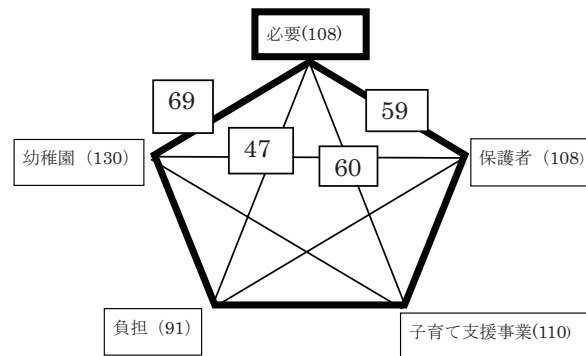 必要(108)
69
59
幼稚園（130）
47
60
保護者（108）
負担（91）
子育て支援事業(110)